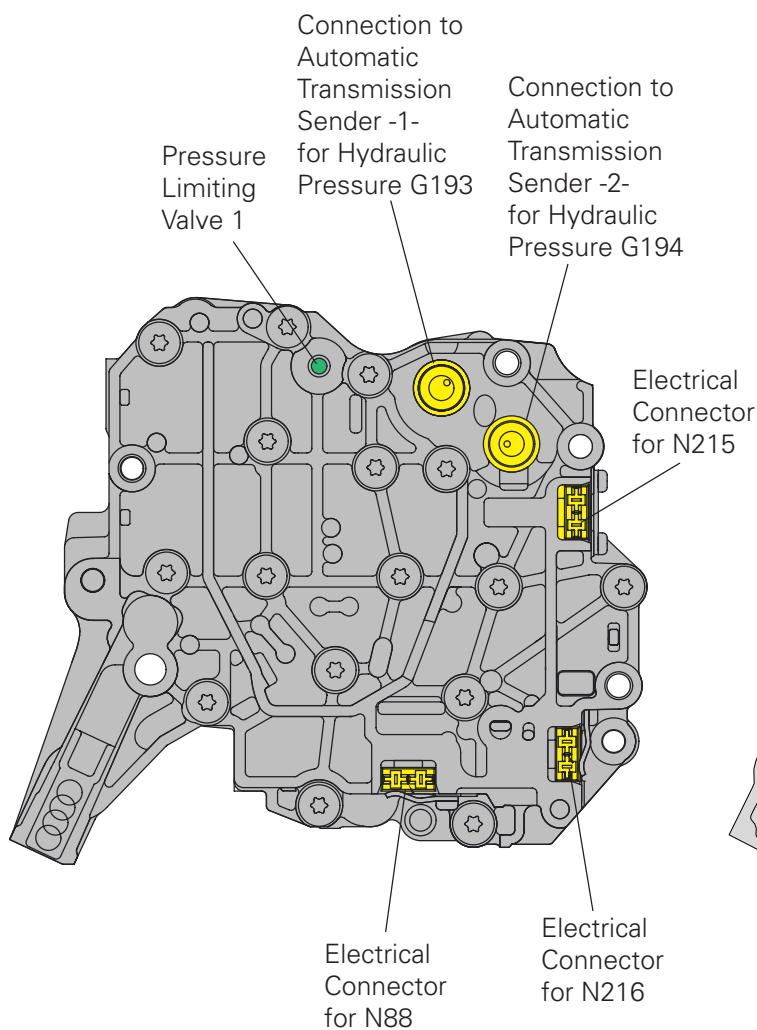 Connection to
Automatic
Transmission
Sender -1-
for Hydraulic
Pressure G193
Connection to
Automatic
Transmission
Sender -2-
for Hydraulic
Pressure G194
Pressure
Limiting
Valve 1
Electrical
Connector
for N215
Electrical
Connector
for N216
Electrical
Connector
for N88